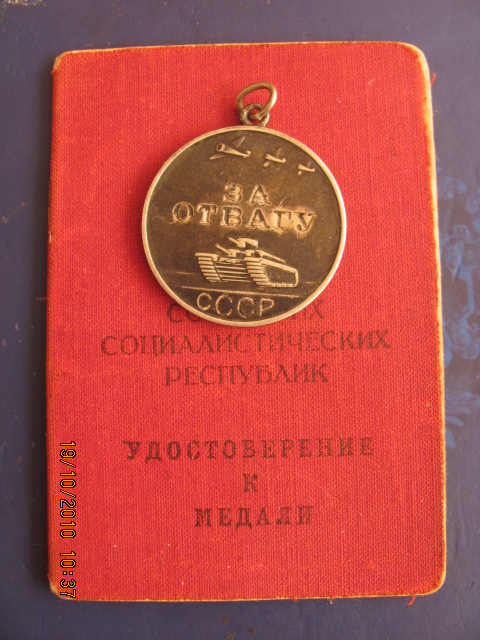 ЗА
ОТВАГУ
СССР
СОЦИАЛИСТИЧЕСКИХ
РЕСПУБЛИК
УДОСТОВЕРЕНИЕ
К
МЕДАЛИ
19/10/2010 10:37